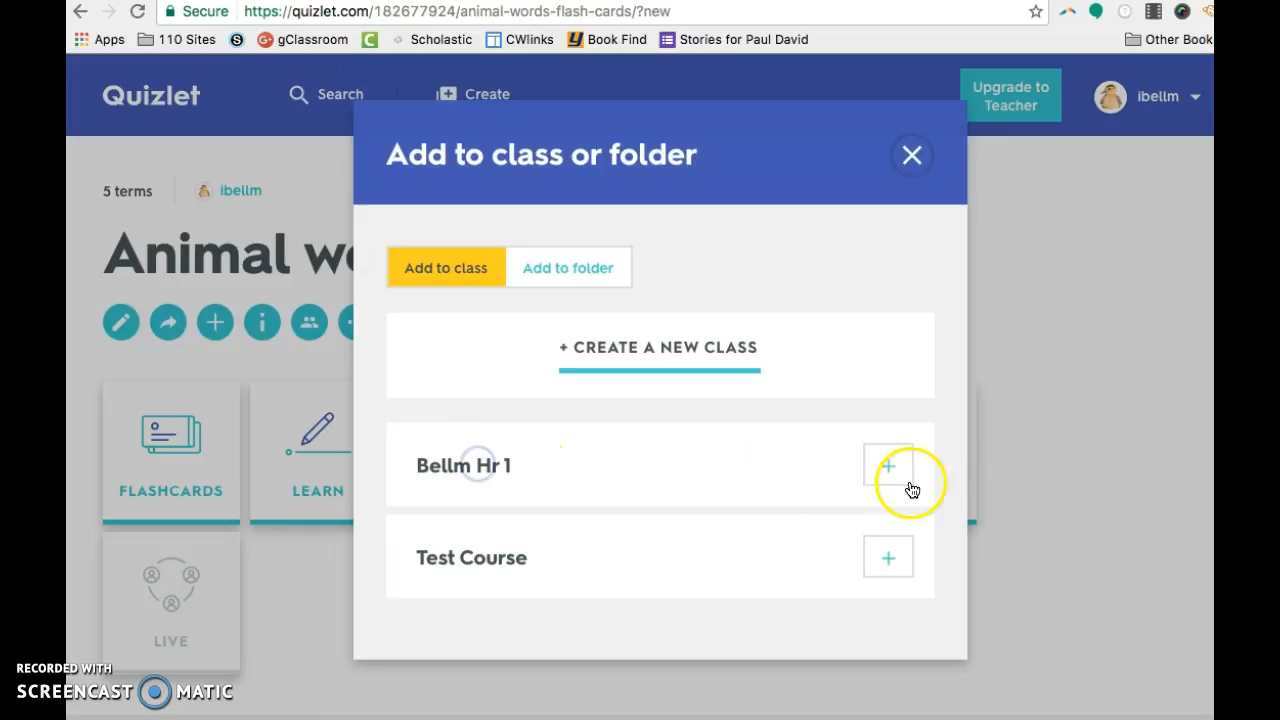 Secure https://quizlet.com/182677924/animal-words-flash-cards/?new
Apps 110 Sites gClassroom Scholastic CWlinks Book Find Stories for Paul David Other Book
Quizlet Search Create Upgrade to Teacher ibellm
Add to class or folder
5 terms ibellm
Animal wo
Add to class Add to folder
+ CREATE A NEW CLASS
Bellm Hr 1
FLASHCARDS LEARN
Test Course
LIVE
RECORDED WITH
SCREENCAST MATIC